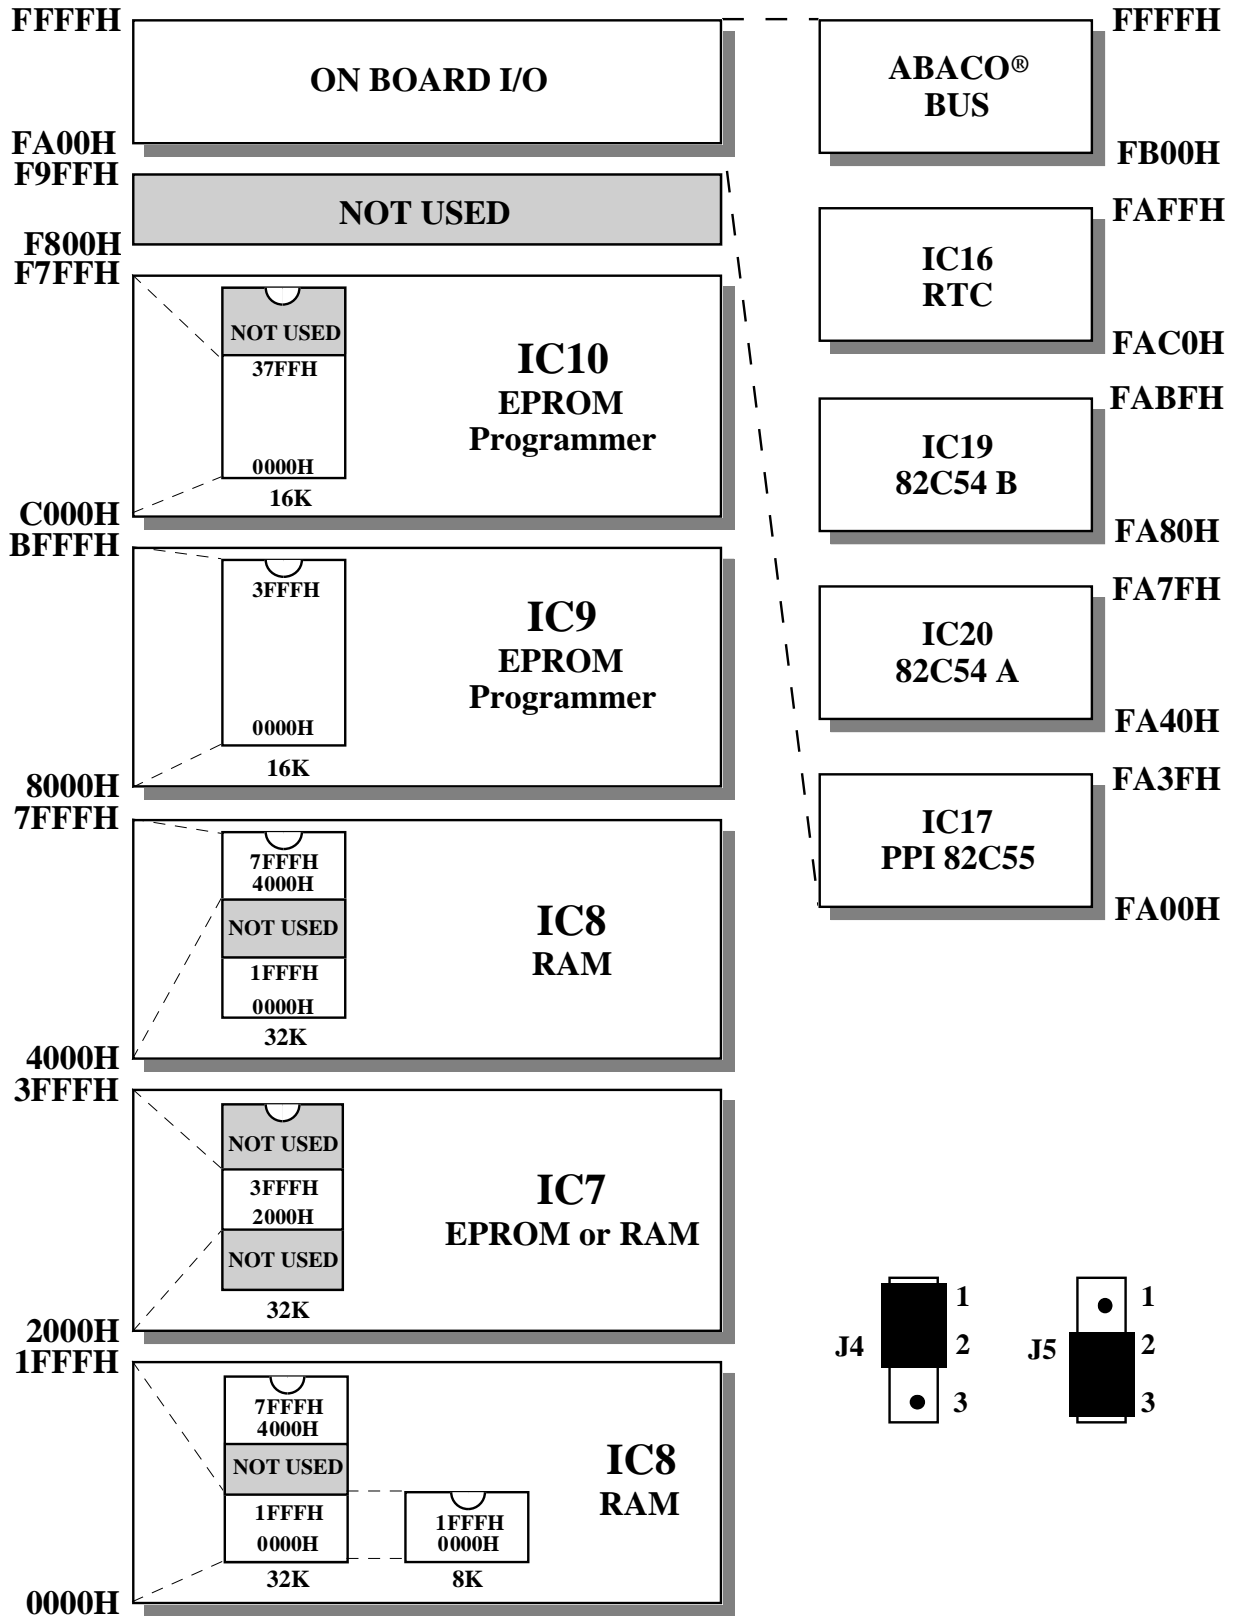 FFFFH
ON BOARD I/O
FA00H
F9FFH
NOT USED
F800H
F7FFH
NOT USED
37FFH
0000H
16K
IC10
EPROM
Programmer
C000H
BFFFH
3FFFH
0000H
16K
IC9
EPROM
Programmer
8000H
7FFFH
7FFFH
4000H
NOT USED
1FFFH
0000H
32K
IC8
RAM
4000H
3FFFH
NOT USED
3FFFH
2000H
NOT USED
32K
IC7
EPROM or RAM
2000H
1FFFH
7FFFH
4000H
NOT USED
1FFFH
0000H
32K
1FFFH
0000H
8K
IC8
RAM
0000H
FFFFH
ABACO®
BUS
FB00H
FAFFH
IC16
RTC
FAC0H
FABFH
IC19
82C54 B
FA80H
FA7FH
IC20
82C54 A
FA40H
FA3FH
IC17
PPI 82C55
FA00H
J4
1
2
3
J5
1
2
3